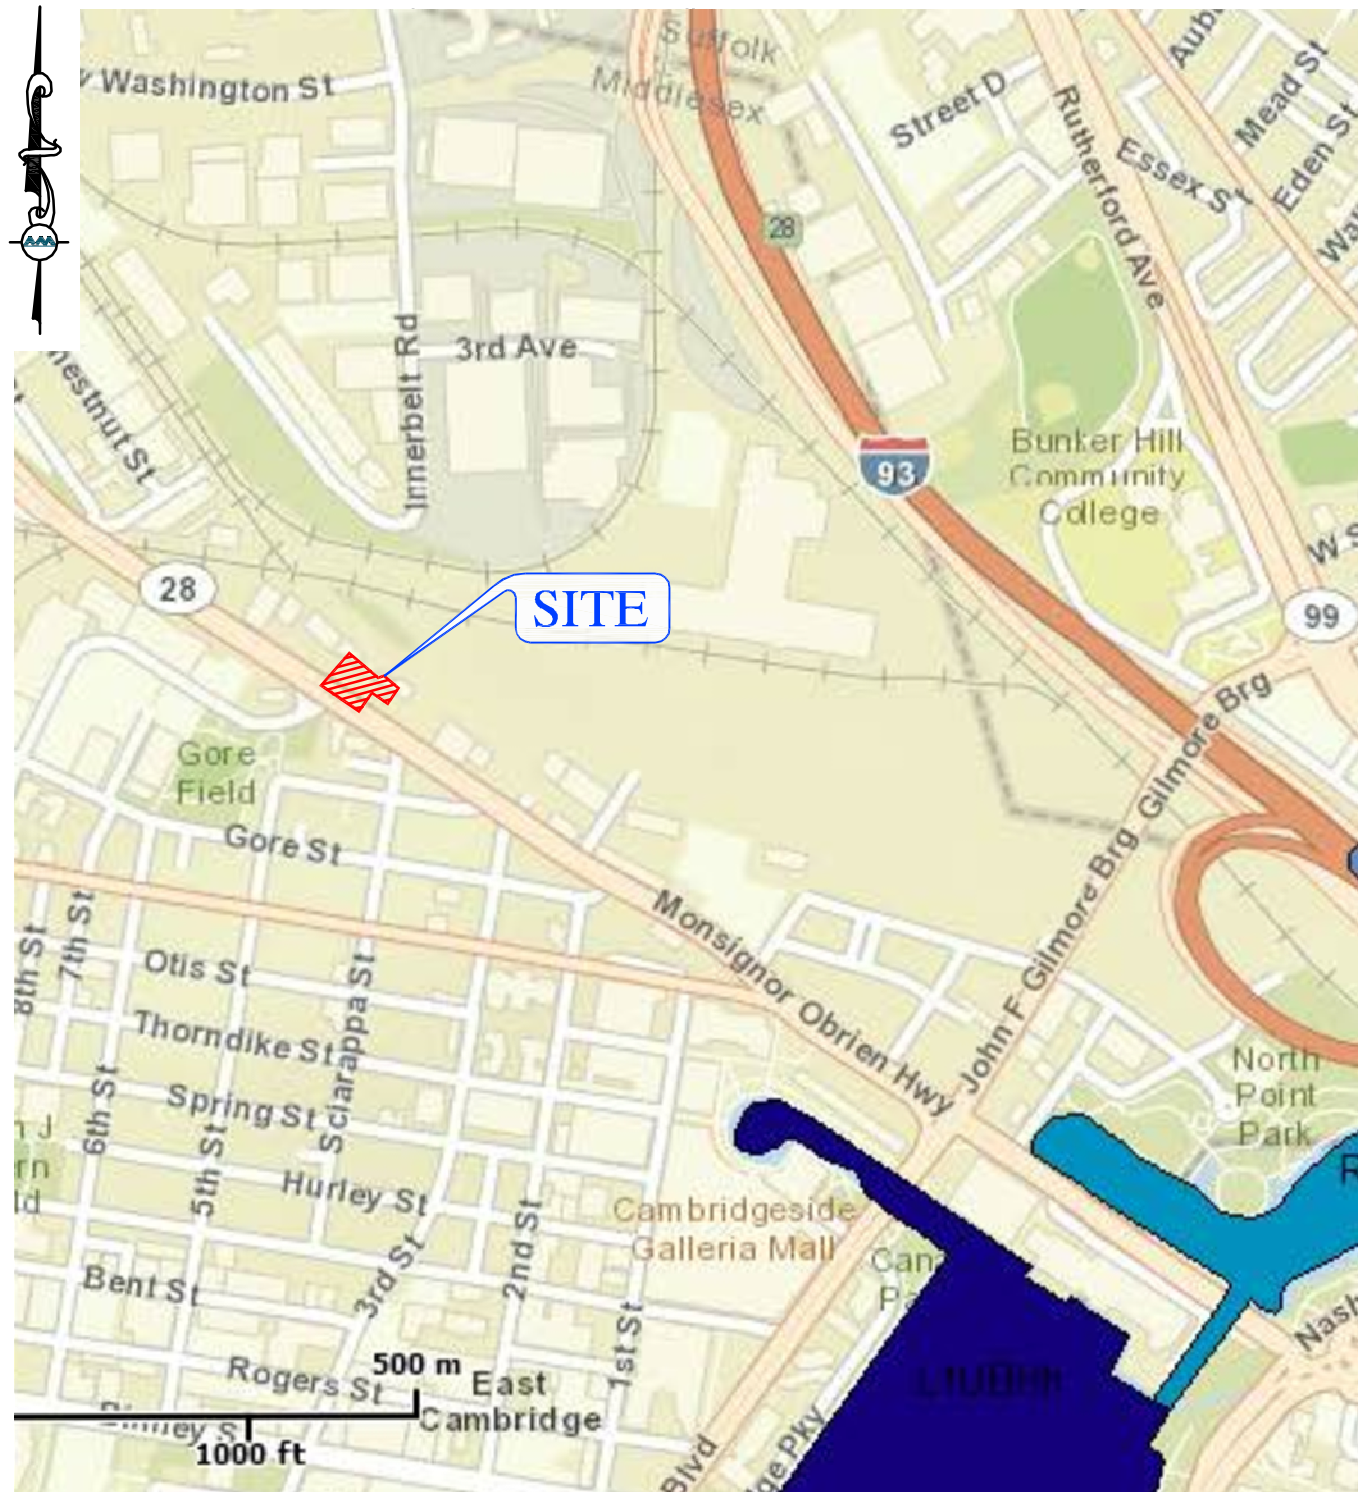 Suffolk
Middlesex
Washington St
Street D
Rutherford Ave
Essex St
Mead St
Eden St
28
3rd Ave
Innerbelt Rd
93
Bunker Hill
Community
College
W S
99
28
SITE
Gore
Field
Gore St
John F Gilmore Brg
Gilmore Brg
Monsignor Obrien Hwy
8th St
7th St
Otis St
Thorndike St
Sciarappa St
Spring St
6th St
5th St
Hurley St
North
Point
Park
Cambridgeside
Galleria Mall
Bent St
3rd St
2nd St
1st St
Rogers St
500 m
East
Cambridge
1000 ft
Blvd